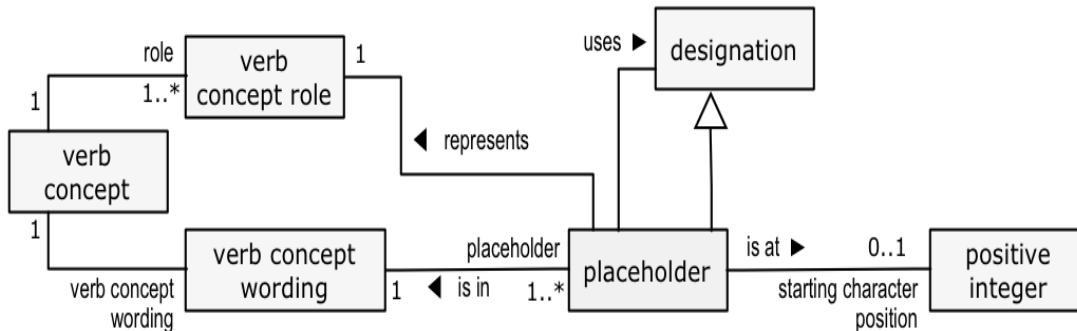 role
verb
concept role
1
1..*
1
uses ►
designation
◄ represents
verb
concept
1
verb concept
wording
verb concept
wording
placeholder
◄ is in
1
1..*
placeholder
is at ►
0..1
starting character
position
positive
integer